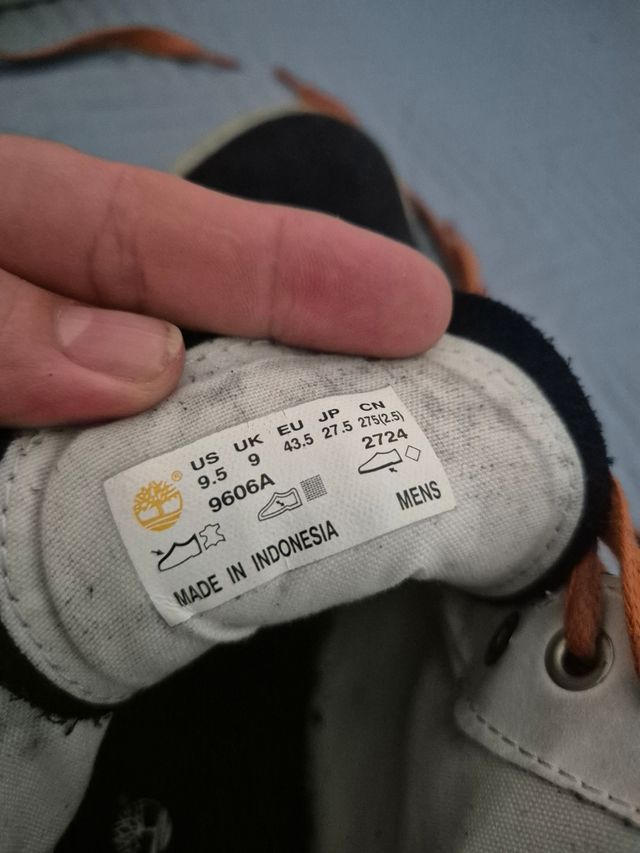 US UK EU JP CN
9.5 9 43.5 27.5 275(2.5)
9606A 2724
MENS
MADE IN INDONESIA
®